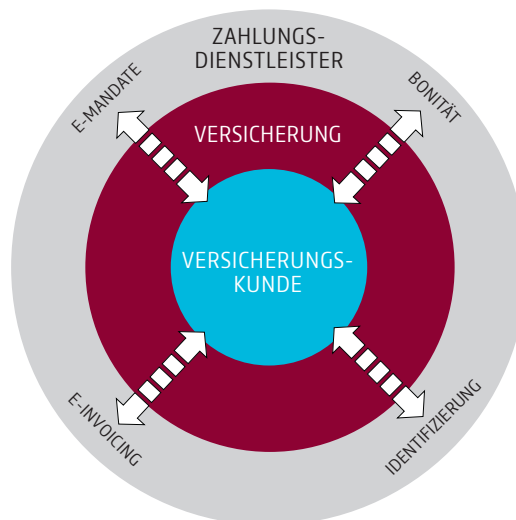 ZAHLUNGS-
DIENSTLEISTER
E-MANDATE
BONITÄT
VERSICHERUNG
VERSICHERUNGS-
KUNDE
E-INVOICING
IDENTIFIZIERUNG